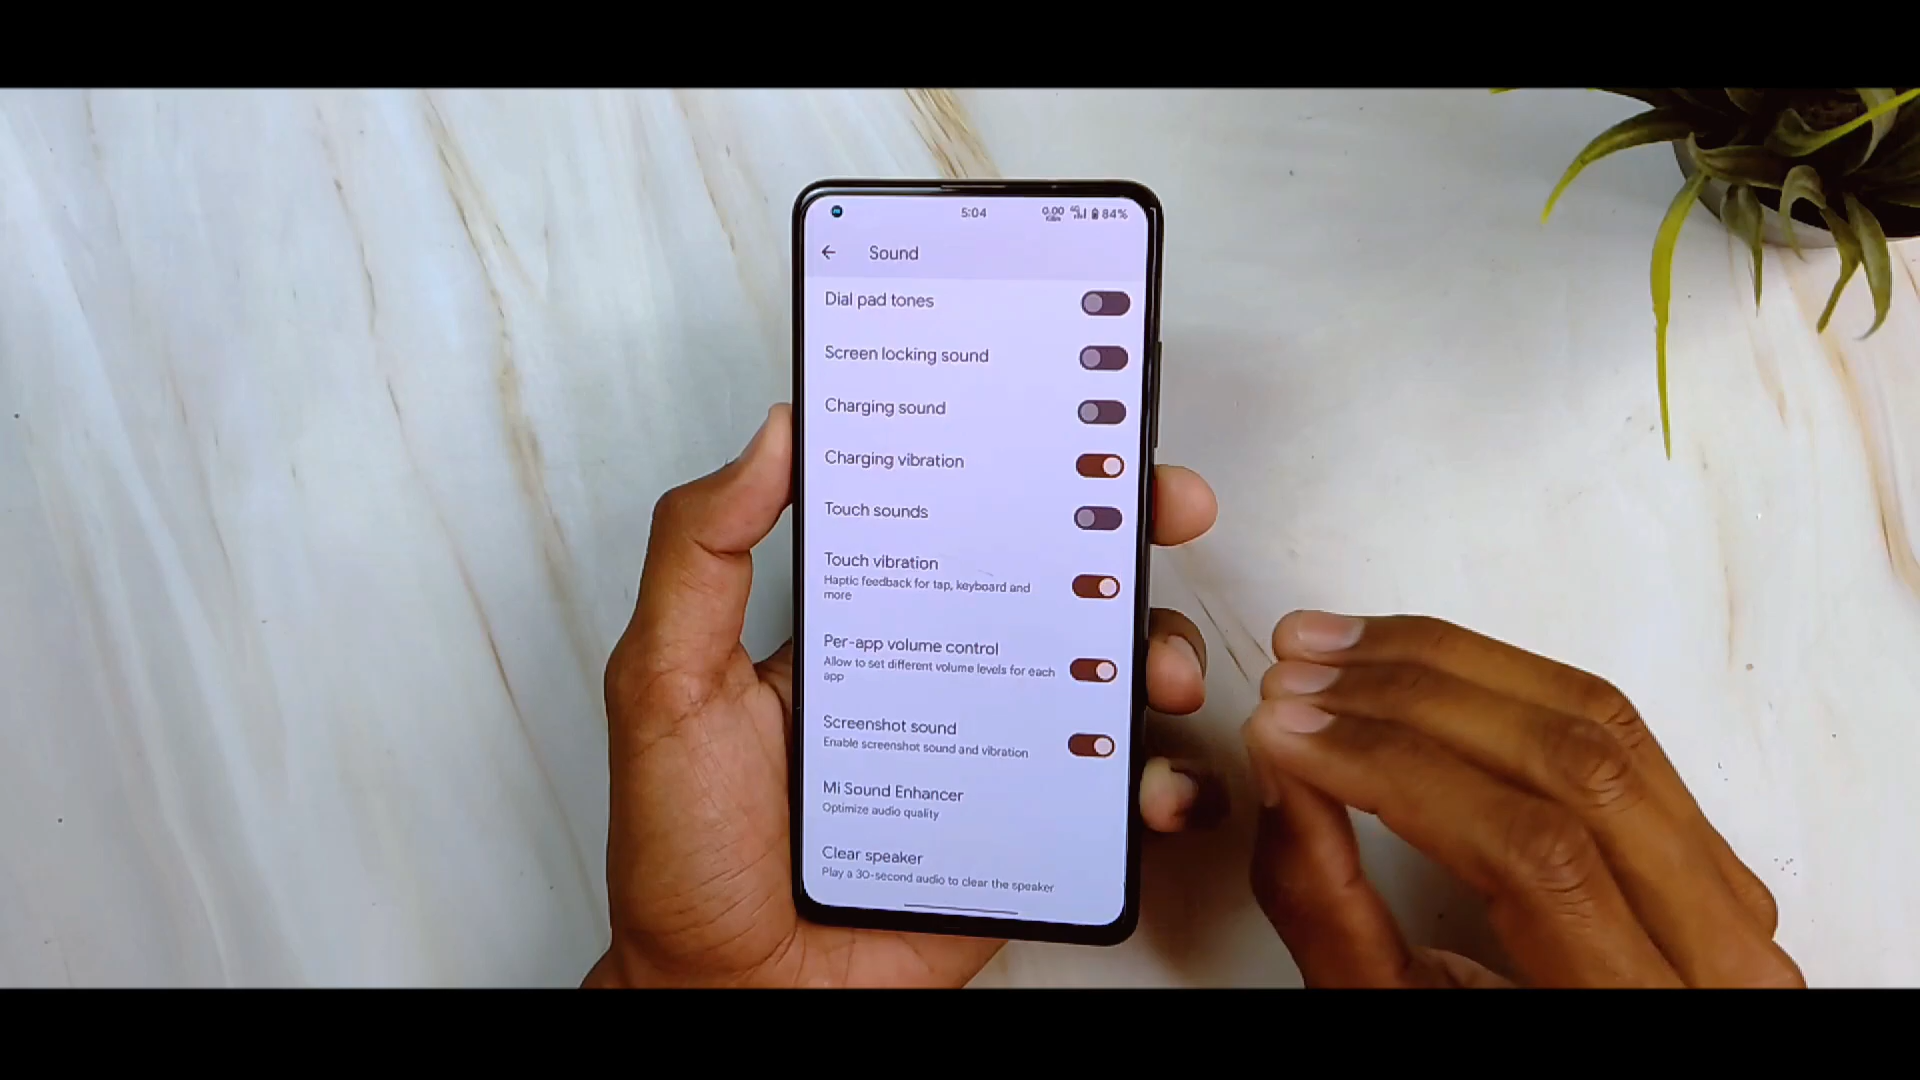 5:04
0.00
84%
Sound
Dial pad tones
Screen locking sound
Charging sound
Charging vibration
Touch sounds
Touch vibration
Haptic feedback for tap, keyboard and
more
Per-app volume control
Allow to set different volume levels for each
app
Screenshot sound
Enable screenshot sound and vibration
Mi Sound Enhancer
Optimize audio quality
Clear speaker
Play a 30-second audio to clear the speaker